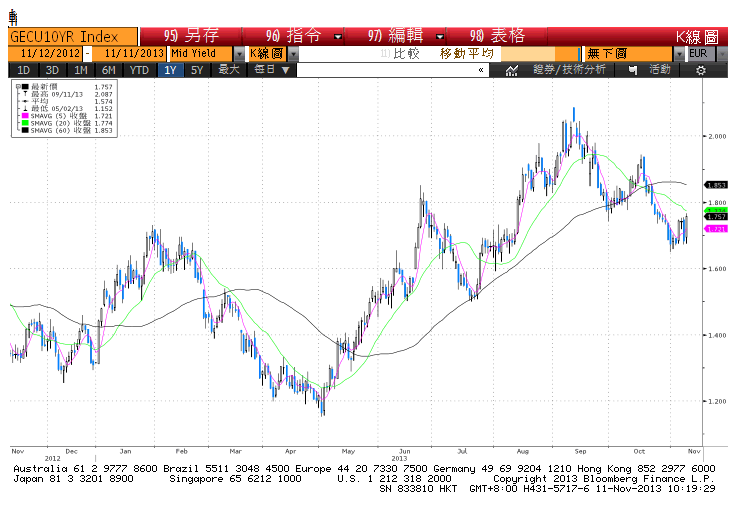 GECU10YR Index 95) 另存 96) 指令 97) 編輯 98) 表格 K線圖
11/12/2012 - 11/11/2013 Mid Yield K線圖 比較 移動平均 無下圖 EUR
1D 3D 1M 6M YTD 1Y 5Y 最大 每日 ▼ « 證券/技術分析 活動
最新價 1.757
最高 09/11/13 2.087
平均 1.574
最低 05/02/13 1.152
SMAVG (5) 收盤 1.721
SMAVG (20) 收盤 1.774
SMAVG (60) 收盤 1.853
2.000
1.853
1.800
1.774
1.757
1.721
1.600
1.400
1.200
Nov Dec Jan Feb Mar Apr May Jun Jul Aug Sep Oct Nov
2012 2013
Australia 61 2 9777 8600 Brazil 5511 3048 4500 Europe 44 20 7330 7500 Germany 49 69 9204 1210 Hong Kong 852 2977 6000
Japan 81 3 3201 8900 Singapore 65 6212 1000 U.S. 1 212 318 2000 Copyright 2013 Bloomberg Finance L.P.
SN 833810 HKT GMT+8:00 H431-5717-6 11-Nov-2013 10:19:29